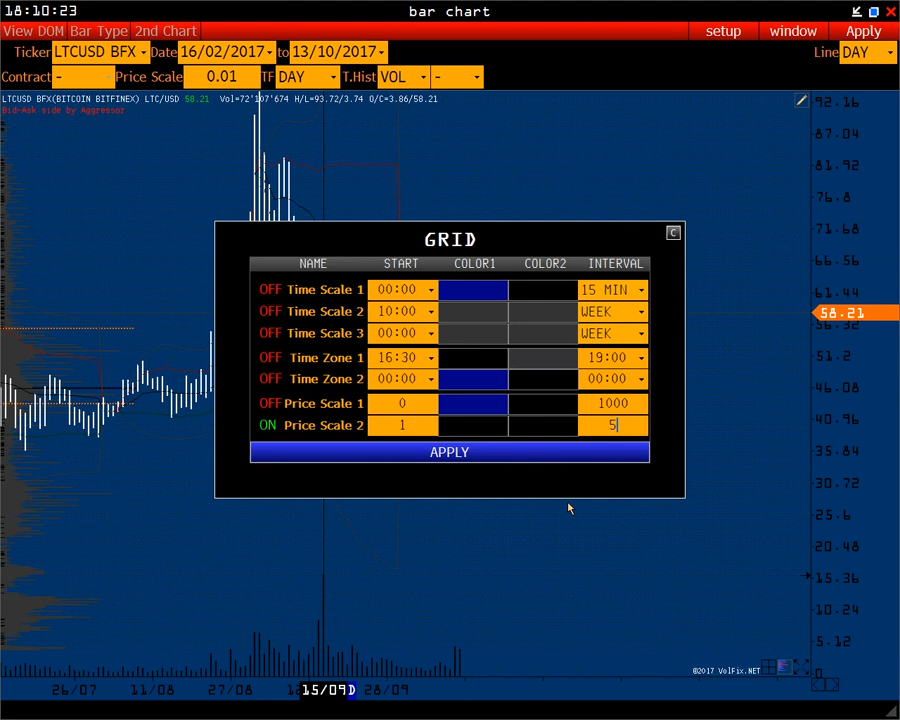 18:10:23
bar chart
View DOM Bar Type 2nd Chart
setup window Apply
Ticker LTCUSD BFX Date 16/02/2017 to 13/10/2017 Line DAY
Contract - Price Scale 0.01 TF DAY T.Hist VOL -
LTCUSD BFX(BITCOIN BITFINEX) LTC/USD 58.21 Vol=72'107'674 H/L=93.72/3.74 O/C=3.86/58.21
Bid-Ask side by Aggressor
92.16
87.04
81.92
76.8
71.68
66.56
61.44
58.21
56.32
51.2
46.08
40.96
35.84
30.72
25.6
20.48
15.36
10.24
5.12
0
GRID
C
NAME START COLOR1 COLOR2 INTERVAL
OFF Time Scale 1 00:00 15 MIN
OFF Time Scale 2 10:00 WEEK
OFF Time Scale 3 00:00 WEEK
OFF Time Zone 1 16:30 19:00
OFF Time Zone 2 00:00 00:00
OFF Price Scale 1 0 1000
ON Price Scale 2 1 5
APPLY
©2017 VolFix.NET
26/07 11/08 27/08 15/09 D 28/09